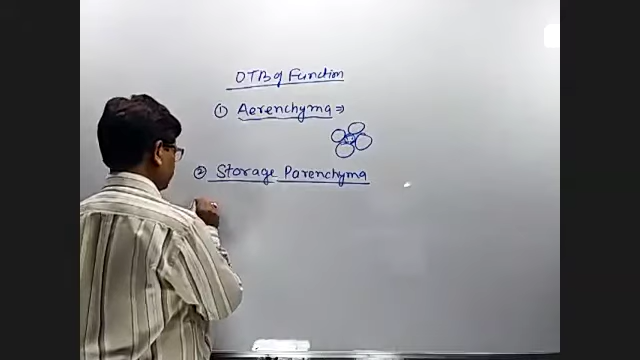 OTB of Function
① Aerenchyma ⇒
② Storage Parenchyma